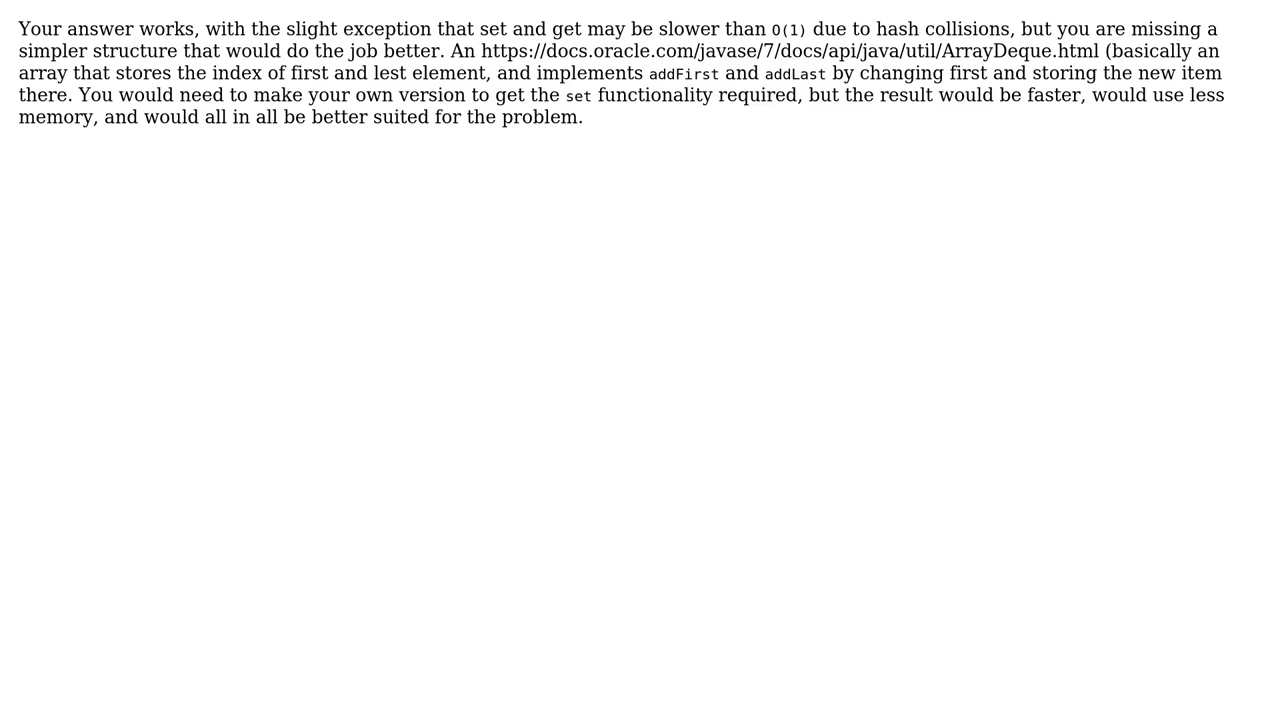 Your answer works, with the slight exception that set and get may be slower than O(1) due to hash collisions, but you are missing a
simpler structure that would do the job better. An https://docs.oracle.com/javase/7/docs/api/java/util/ArrayDeque.html (basically an
array that stores the index of first and lest element, and implements addFirst and addLast by changing first and storing the new item
there. You would need to make your own version to get the set functionality required, but the result would be faster, would use less
memory, and would all in all be better suited for the problem.